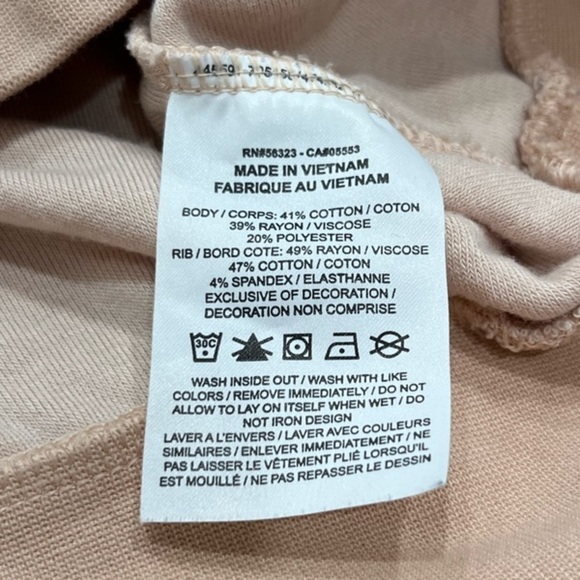 RN#56323 - CA#05553
MADE IN VIETNAM
FABRIQUE AU VIETNAM
BODY / CORPS: 41% COTTON / COTON
39% RAYON / VISCOSE
20% POLYESTER
RIB / BORD COTE: 49% RAYON / VISCOSE
47% COTTON / COTON
4% SPANDEX / ELASTHANNE
EXCLUSIVE OF DECORATION /
DECORATION NON COMPRISE
30C
WASH INSIDE OUT / WASH WITH LIKE
COLORS / REMOVE IMMEDIATELY / DO NOT
ALLOW TO LAY ON ITSELF WHEN WET / DO
NOT IRON DESIGN
LAVER A L'ENVERS / LAVER AVEC COULEURS
SIMILAIRES / ENLEVER IMMEDIATEMENT / NE
PAS LAISSER LE VÊTEMENT PLIÉ LORSQU'IL
EST MOUILLÉ / NE PAS REPASSER LE DESSIN